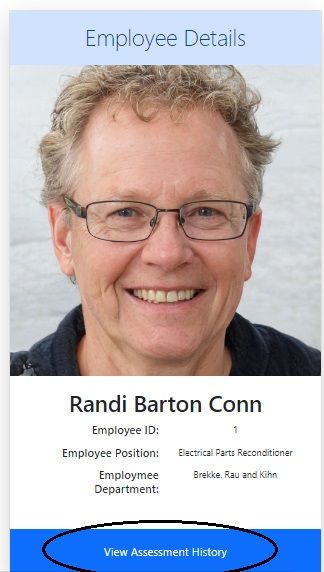 Employee Details
Randi Barton Conn
Employee ID: 1
Employee Position: Electrical Parts Reconditioner
Employmee Brekke, Rau and Kihn
Department:
View Assessment History